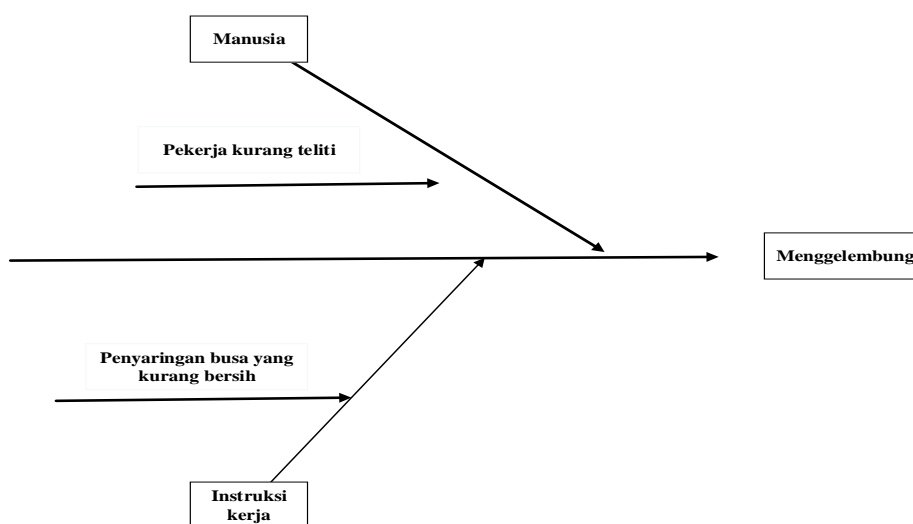 Manusia
Pekerja kurang teliti
Menggelembung
Penyaringan busa yang
kurang bersih
Instruksi
kerja